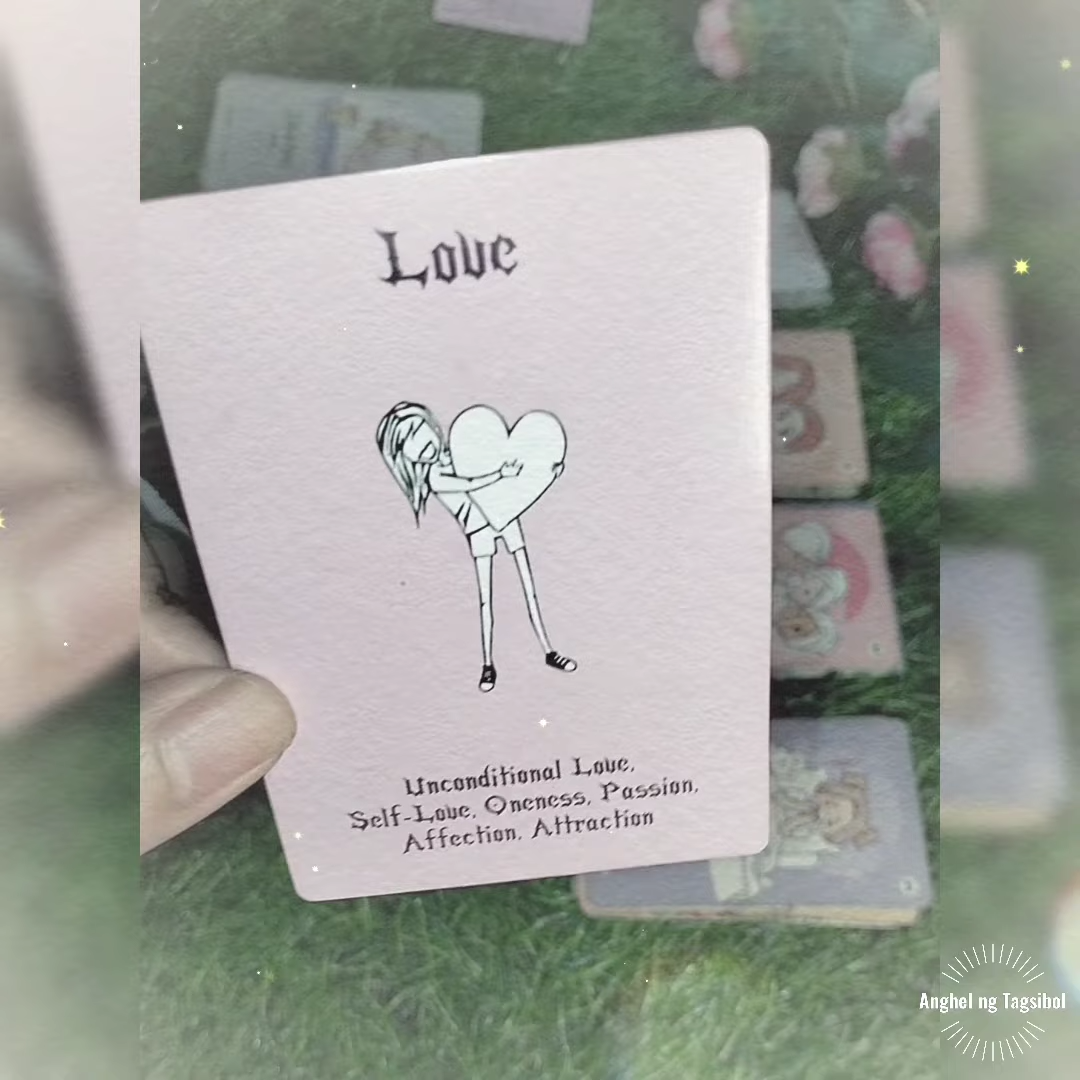 Love
Unconditional Love,
Self-Love, Oneness, Passion,
Affection, Attraction
Anghel ng Tagsibol